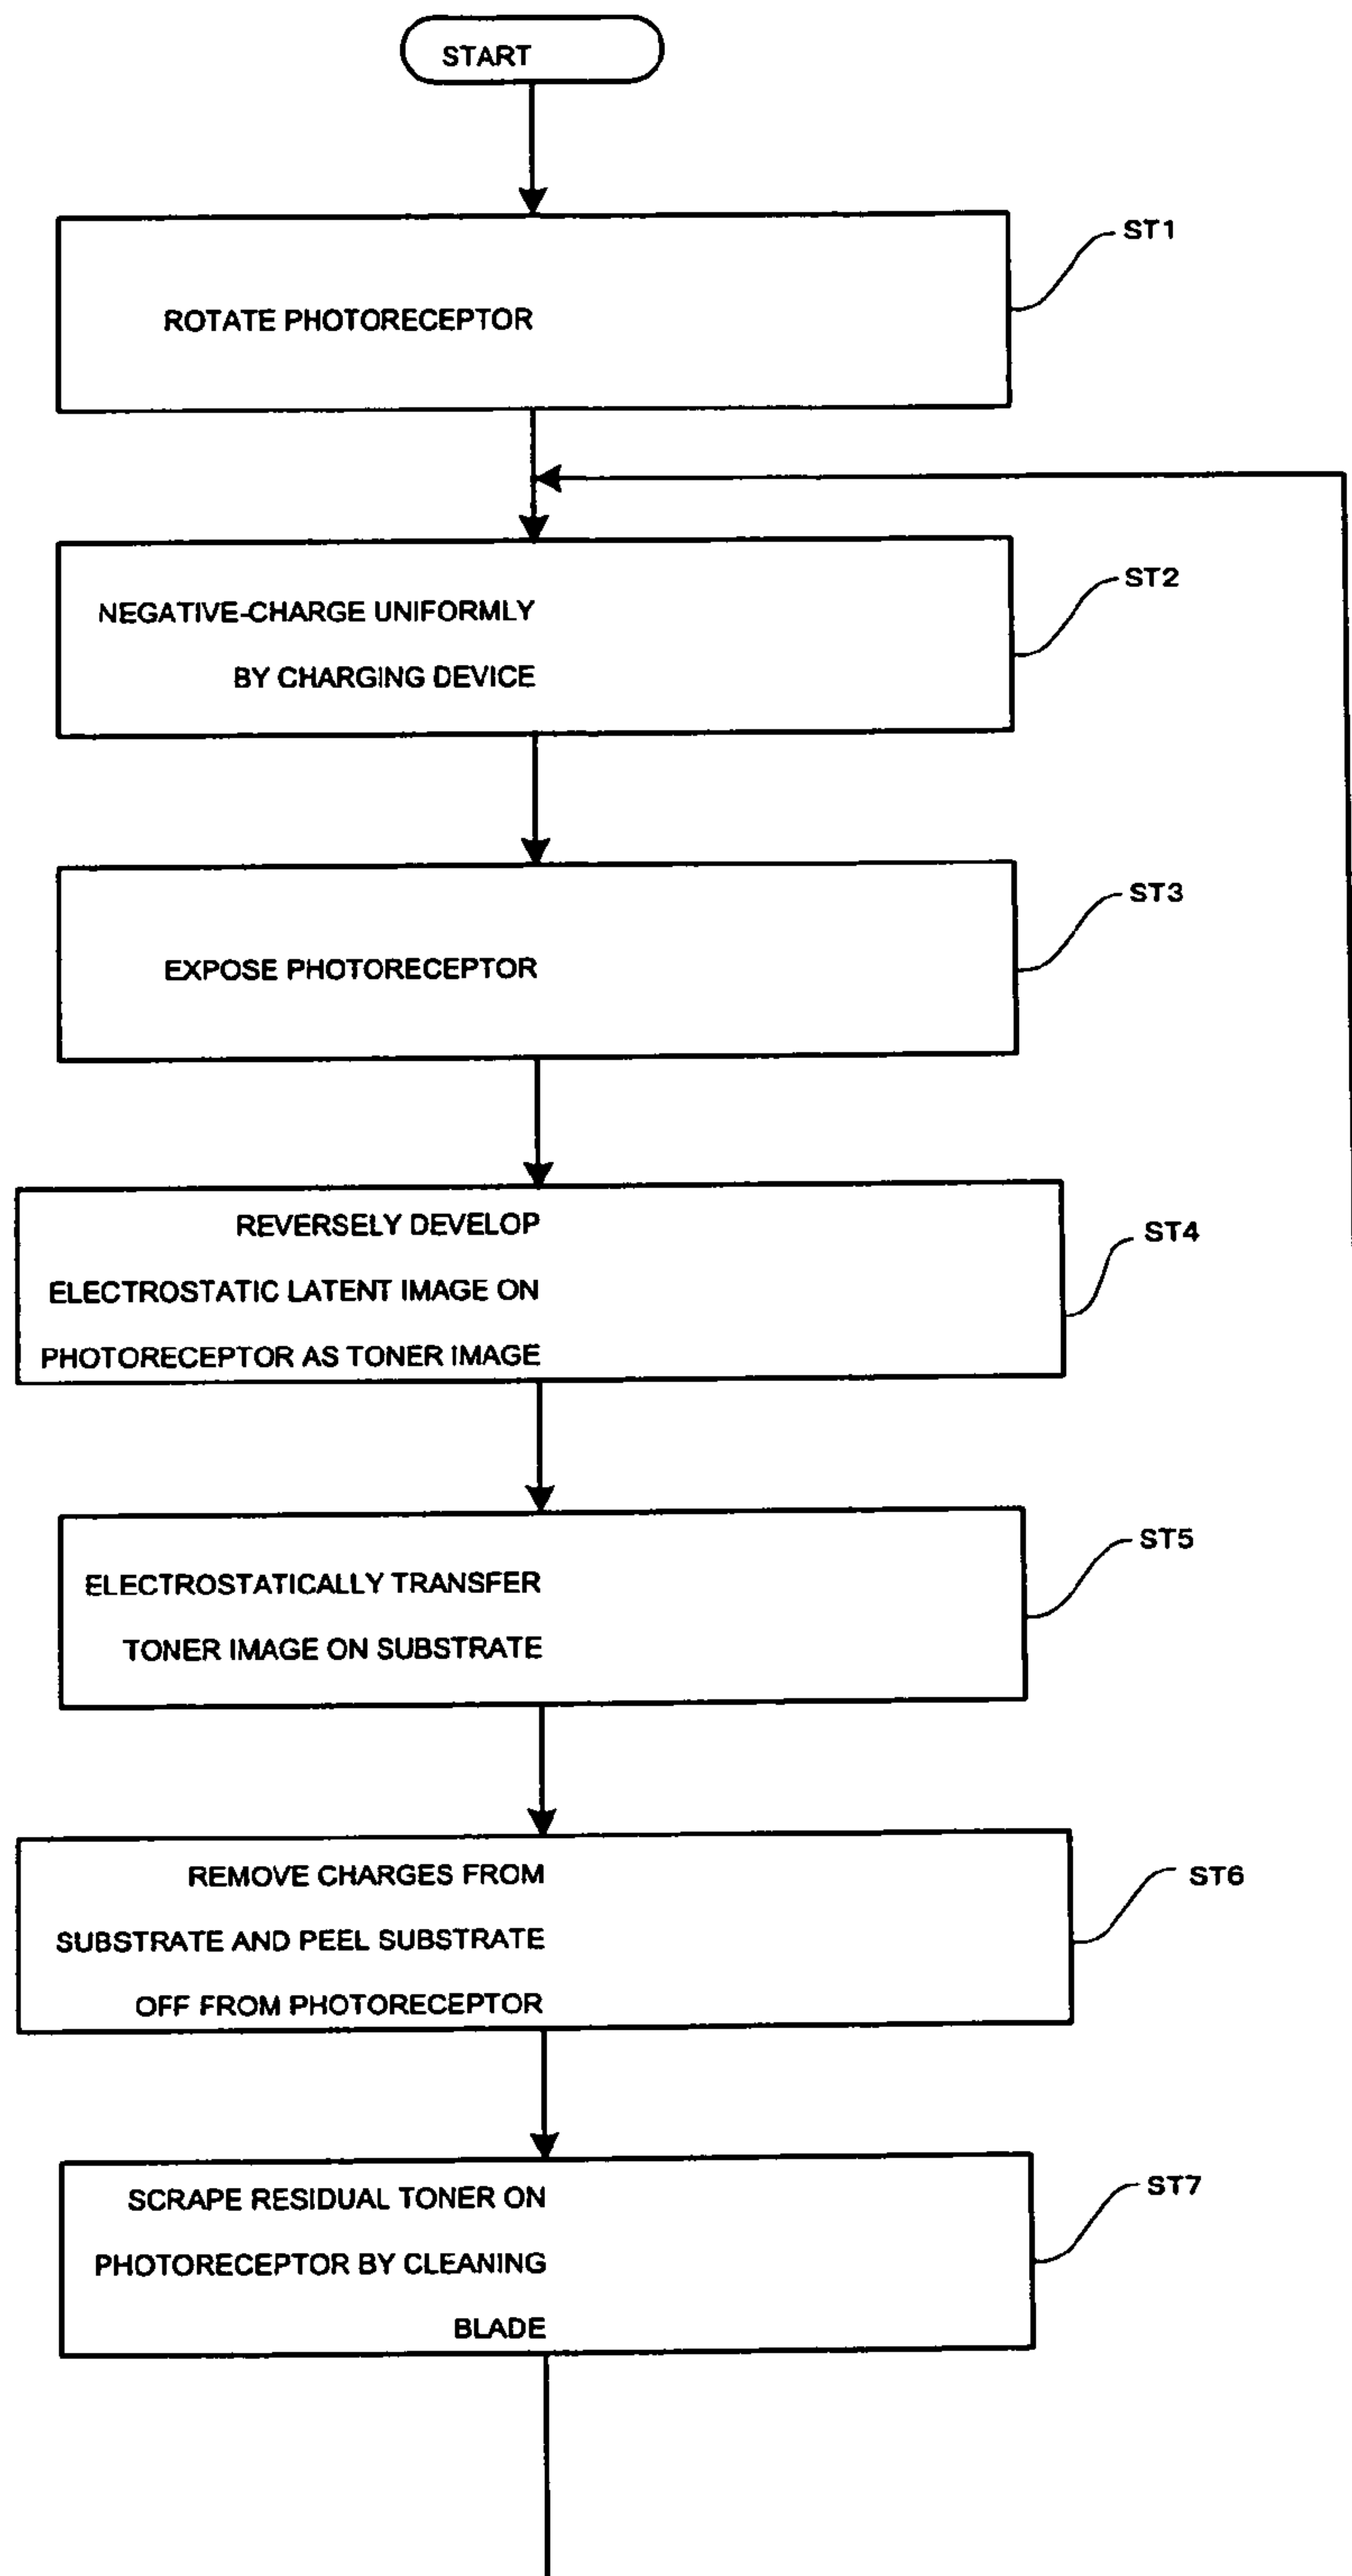 START
ROTATE PHOTORECEPTOR
ST1
NEGATIVE-CHARGE UNIFORMLY
BY CHARGING DEVICE
ST2
EXPOSE PHOTORECEPTOR
ST3
REVERSELY DEVELOP
ELECTROSTATIC LATENT IMAGE ON
PHOTORECEPTOR AS TONER IMAGE
ST4
ELECTROSTATICALLY TRANSFER
TONER IMAGE ON SUBSTRATE
ST5
REMOVE CHARGES FROM
SUBSTRATE AND PEEL SUBSTRATE
OFF FROM PHOTORECEPTOR
ST6
SCRAPE RESIDUAL TONER ON
PHOTORECEPTOR BY CLEANING
BLADE
ST7